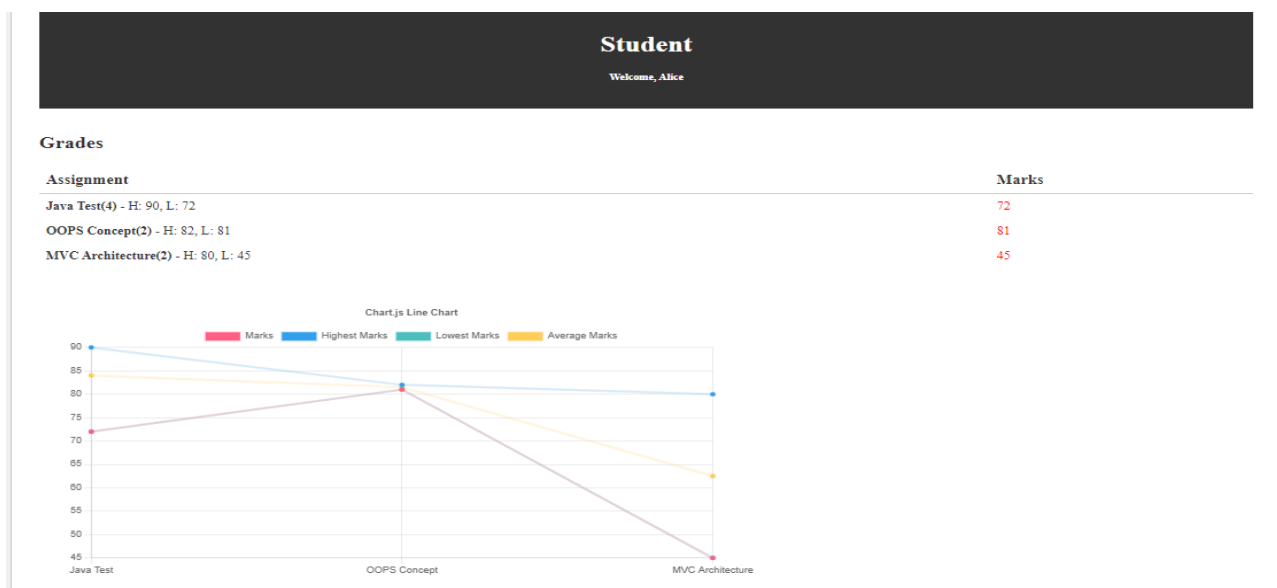 Student
Welcome, Alice
Grades
Assignment Marks
Java Test(4) - H: 90, L: 72 72
OOPS Concept(2) - H: 82, L: 81 81
MVC Architecture(2) - H: 80, L: 45 45
Chart.js Line Chart
Marks Highest Marks Lowest Marks Average Marks
90
85
80
75
70
65
60
55
50
45
Java Test OOPS Concept MVC Architecture